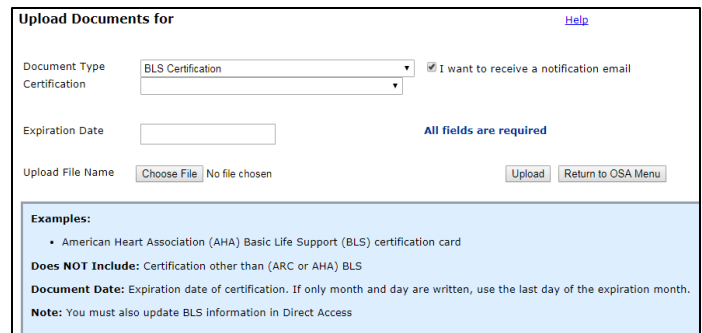 Upload Documents for Help
Document Type BLS Certification I want to receive a notification email
Certification
Expiration Date All fields are required
Upload File Name Choose File No file chosen Upload Return to OSA Menu
Examples:
• American Heart Association (AHA) Basic Life Support (BLS) certification card
Does NOT Include: Certification other than (ARC or AHA) BLS
Document Date: Expiration date of certification. If only month and day are written, use the last day of the expiration month.
Note: You must also update BLS information in Direct Access